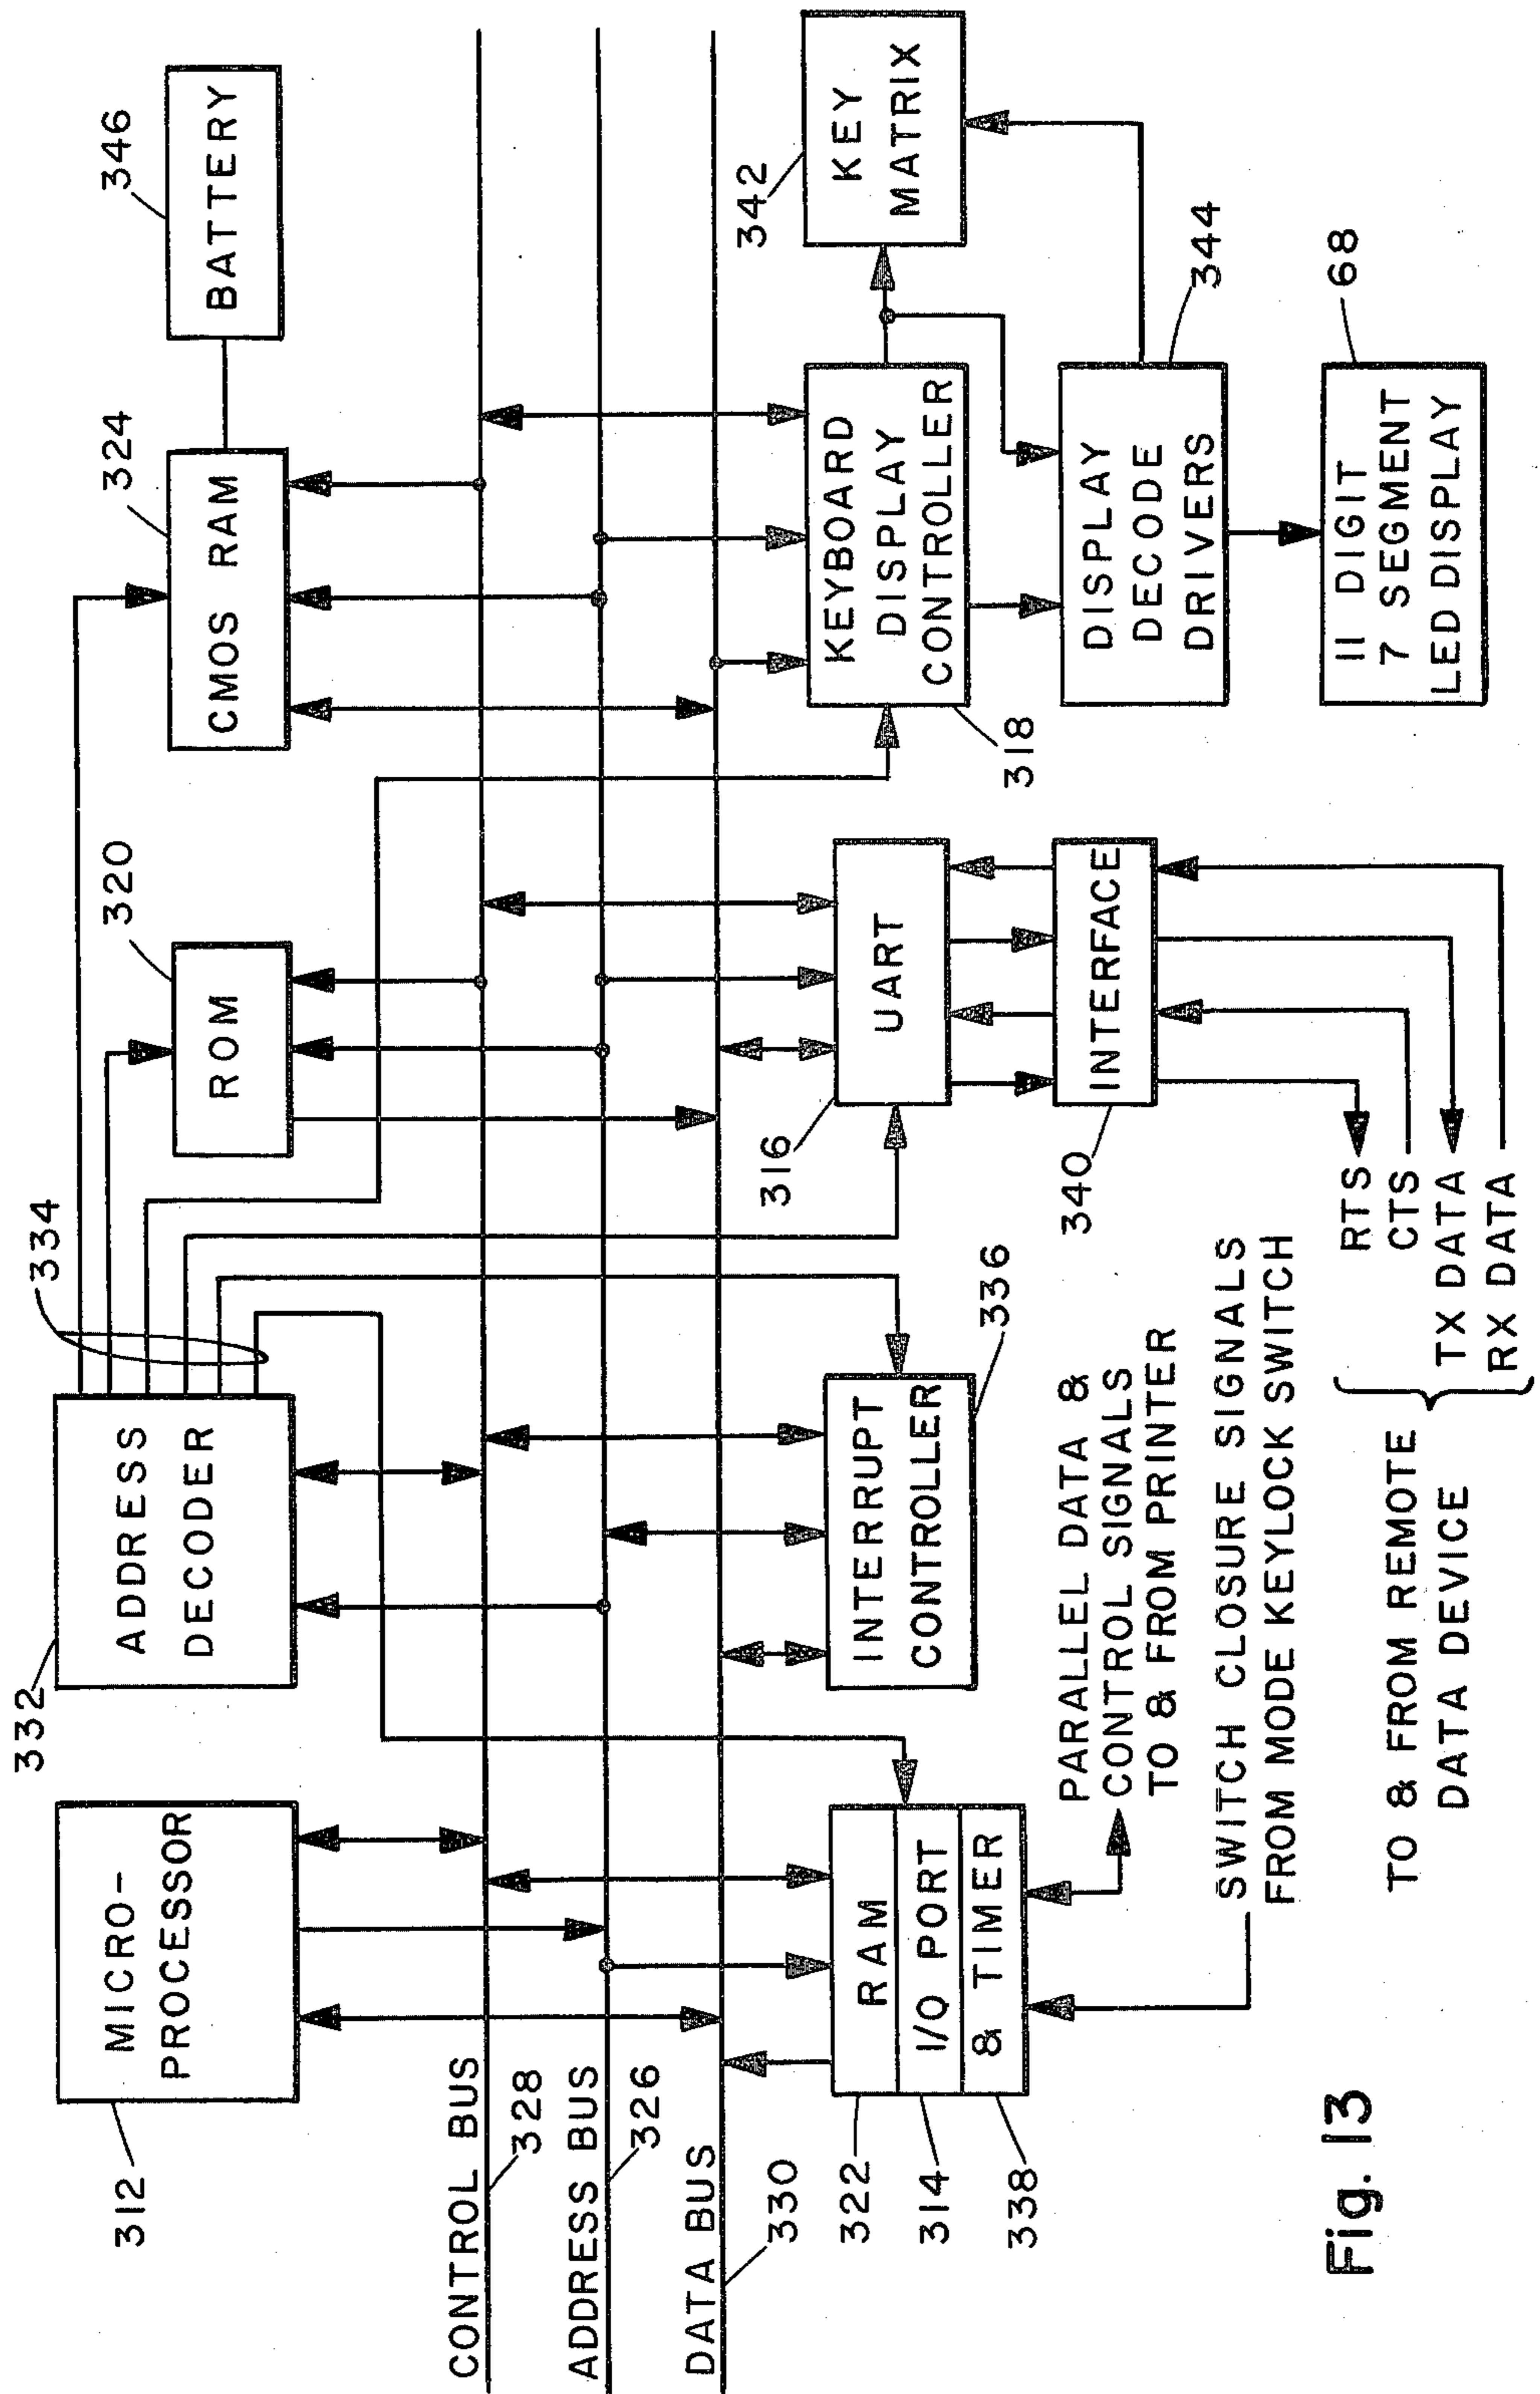 312
MICRO-
PROCESSOR
332
ADDRESS
DECODER
334
320
ROM
324
CMOS RAM
346
BATTERY
CONTROL BUS
328
ADDRESS BUS
326
DATA BUS
330
322
RAM
314
I/O PORT
338
& TIMER
INTERRUPT
CONTROLLER
336
316
UART
340
INTERFACE
318
KEYBOARD
DISPLAY
CONTROLLER
342
KEY
MATRIX
DISPLAY
DECODE
DRIVERS
344
11 DIGIT
7 SEGMENT
LED DISPLAY
68
PARALLEL DATA &
CONTROL SIGNALS
TO & FROM PRINTER
SWITCH CLOSURE SIGNALS
FROM MODE KEYLOCK SWITCH
TO & FROM REMOTE
DATA DEVICE
RTS
CTS
TX DATA
RX DATA
Fig. 13